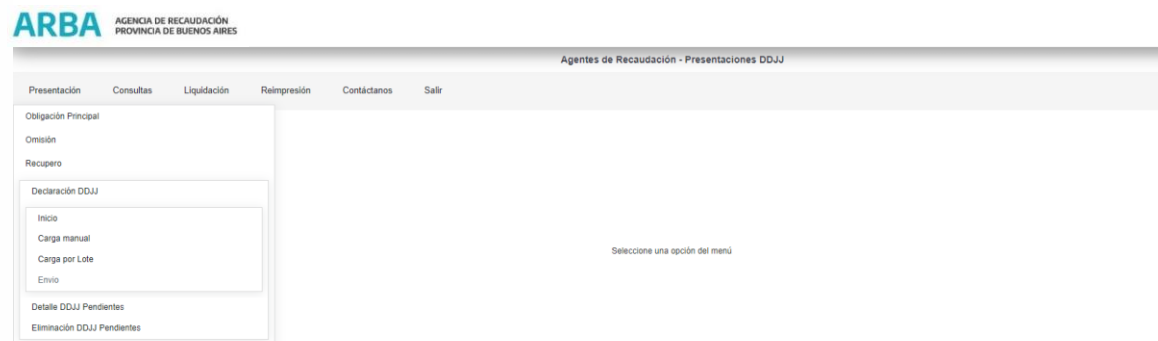 ARBA
AGENCIA DE RECAUDACIÓN
PROVINCIA DE BUENOS AIRES
Agentes de Recaudación - Presentaciones DDJJ
Presentación Consultas Liquidación Reimpresión Contáctanos Salir
Obligación Principal
Omisión
Recupero
Declaración DDJJ
Inicio
Carga manual
Carga por Lote
Envio
Detalle DDJJ Pendientes
Eliminación DDJJ Pendientes
Seleccione una opción del menú